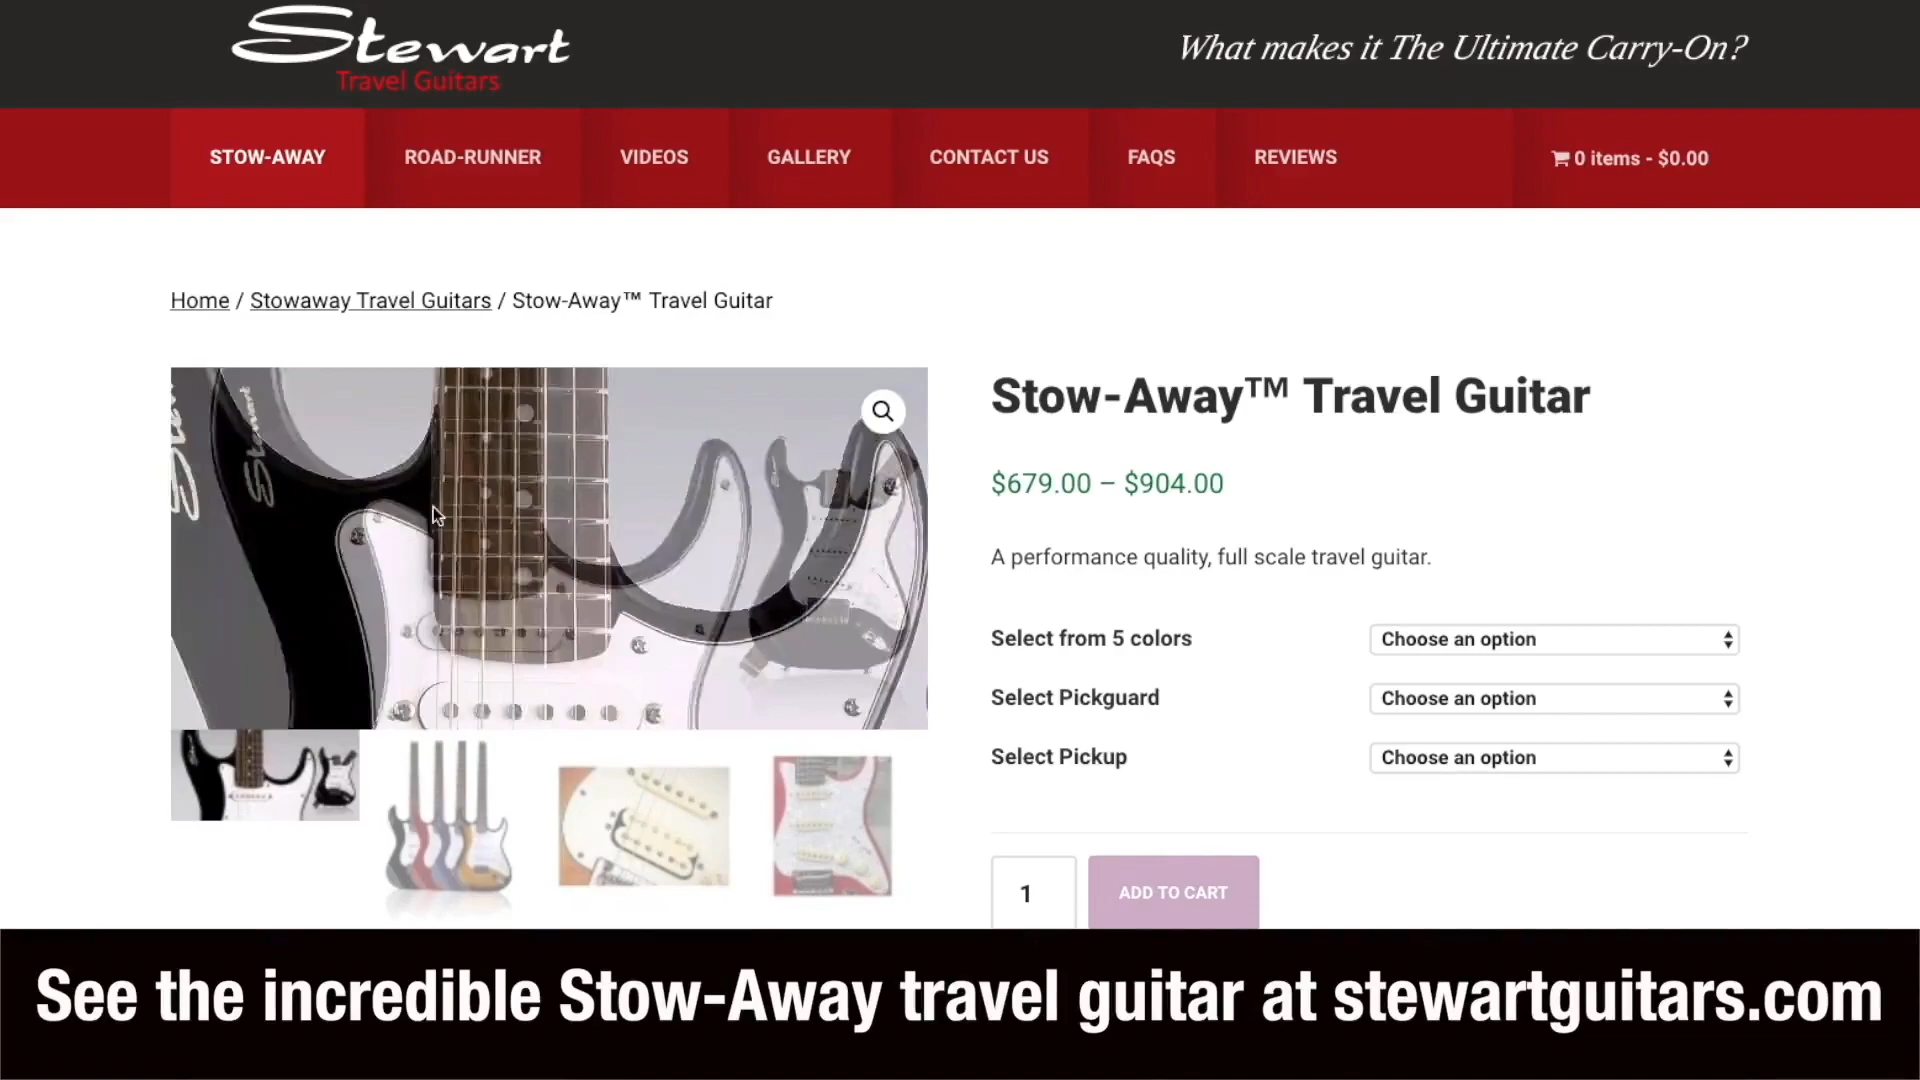 Stewart
Travel Guitars
What makes it The Ultimate Carry-On?
STOW-AWAY
ROAD-RUNNER
VIDEOS
GALLERY
CONTACT US
FAQS
REVIEWS
0 items - $0.00
Home / Stowaway Travel Guitars / Stow-Away™ Travel Guitar
Stewart
Stow-Away™ Travel Guitar
$679.00 – $904.00
A performance quality, full scale travel guitar.
Select from 5 colors
Choose an option
Select Pickguard
Choose an option
Select Pickup
Choose an option
1
ADD TO CART
See the incredible Stow-Away travel guitar at stewartguitars.com